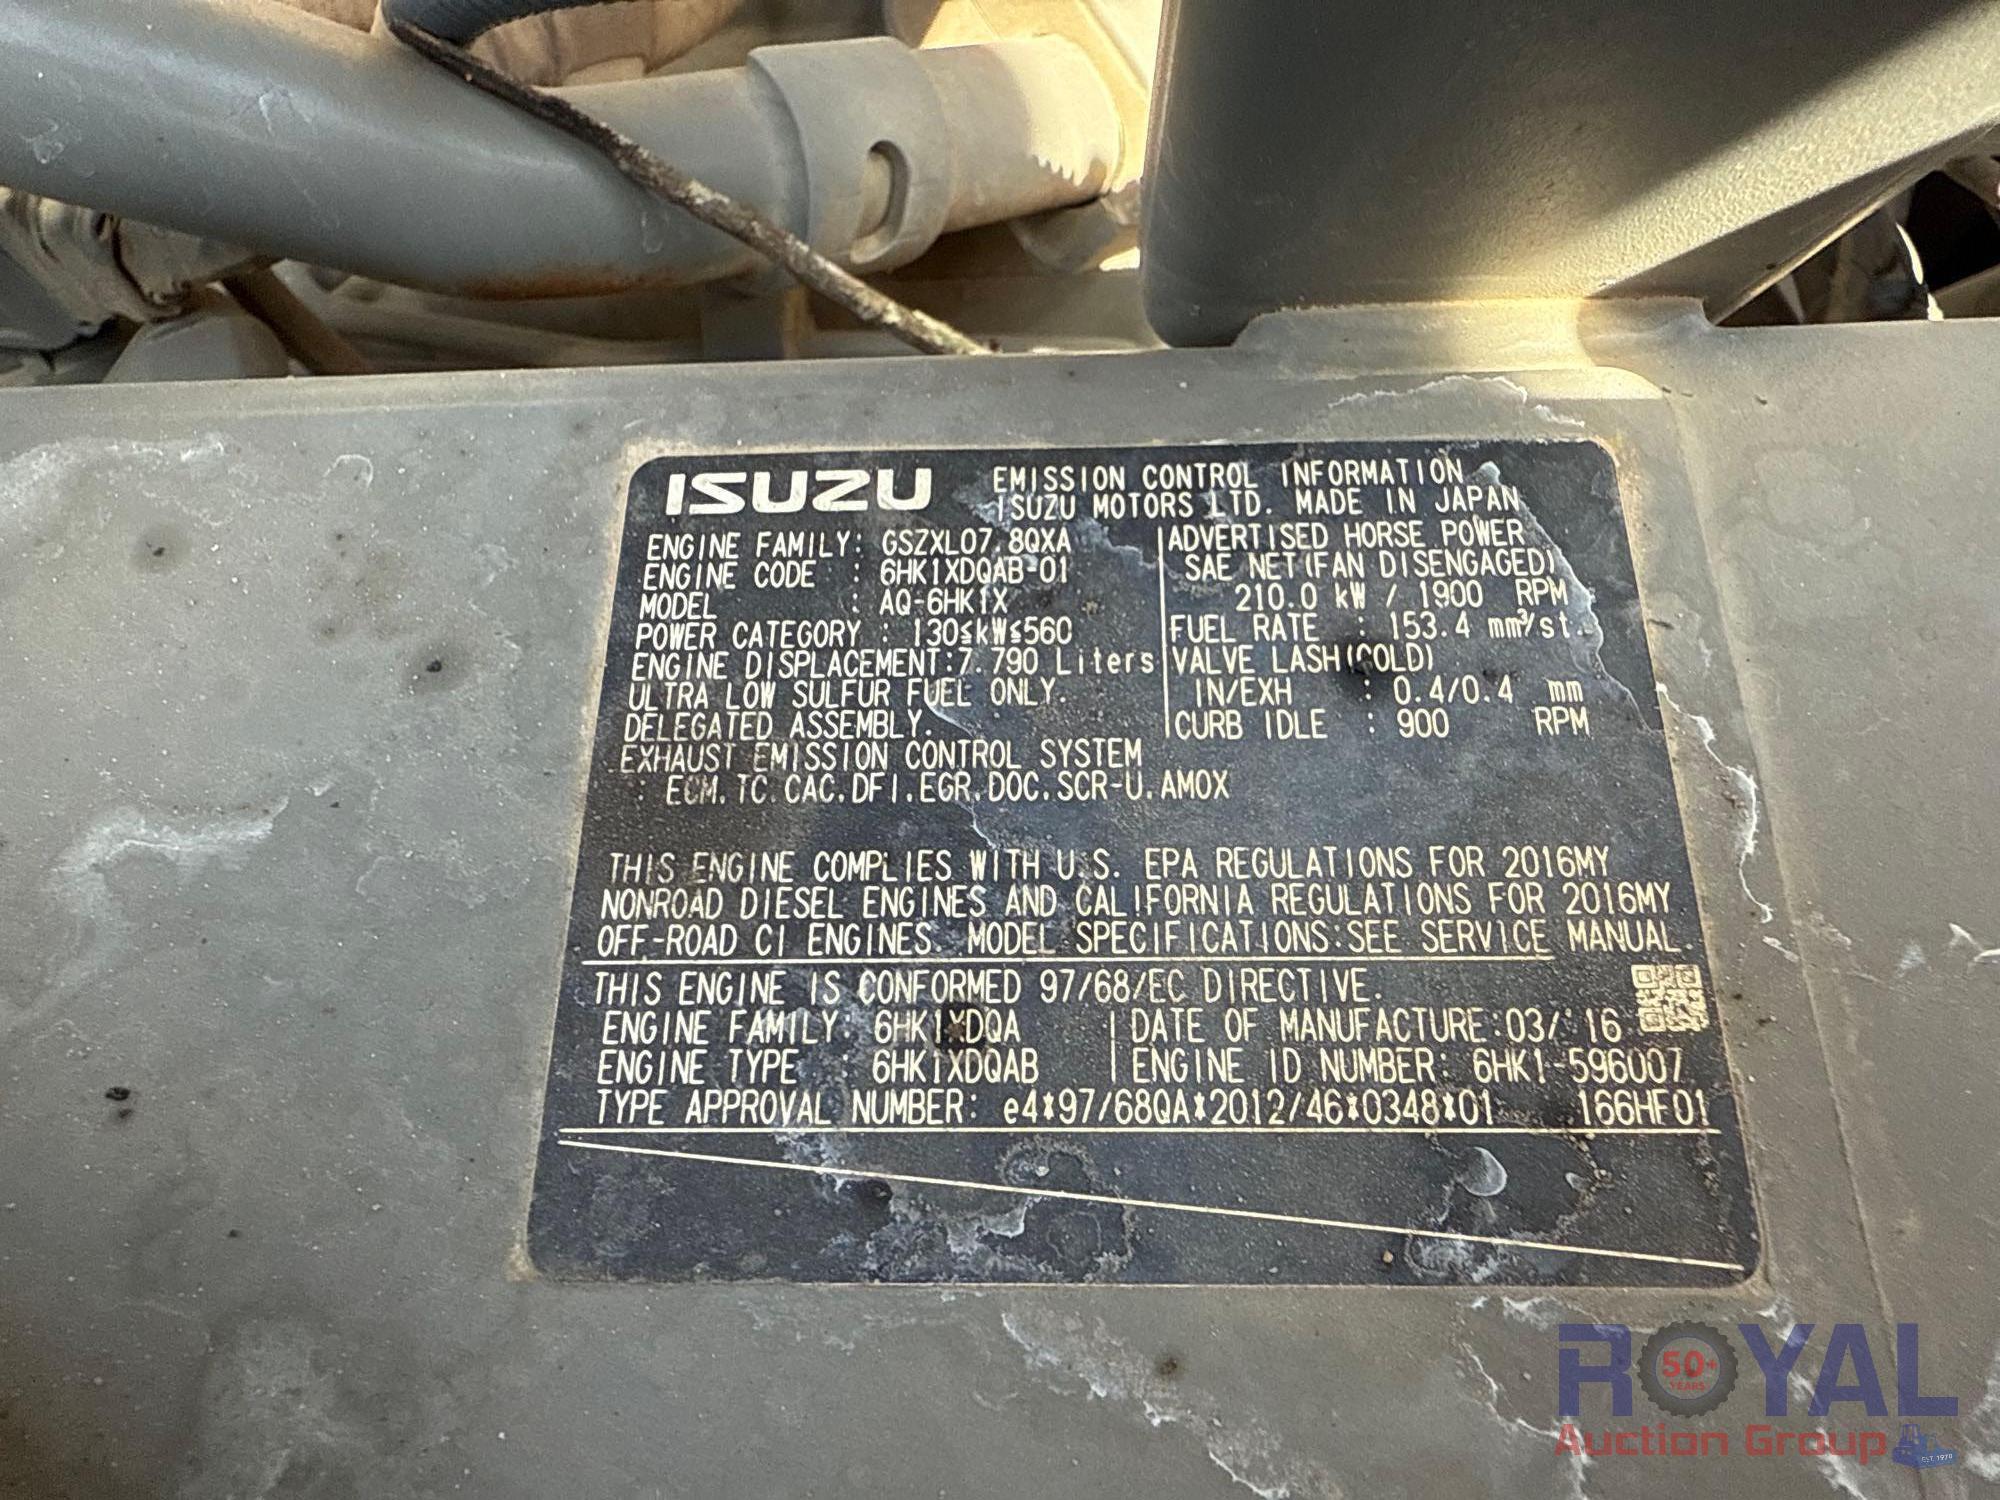 ISUZU
EMISSION CONTROL INFORMATION
ISUZU MOTORS LTD. MADE IN JAPAN
ENGINE FAMILY: GSZXL07.8QXA
ENGINE CODE : 6HK1XDQAB-01
MODEL : AQ-6HK1X
POWER CATEGORY : 130≦kW≦560
ENGINE DISPLACEMENT:7.790 Liters
ULTRA LOW SULFUR FUEL ONLY.
DELEGATED ASSEMBLY.
EXHAUST EMISSION CONTROL SYSTEM
: ECM.TC.CAC.DFI.EGR.DOC.SCR-U.AMOX
ADVERTISED HORSE POWER
SAE NET(FAN DISENGAGED)
210.0 kW / 1900 RPM
FUEL RATE : 153.4 mm³/st.
VALVE LASH(COLD)
IN/EXH : 0.4/0.4 mm
CURB IDLE : 900 RPM
THIS ENGINE COMPLIES WITH U.S. EPA REGULATIONS FOR 2016MY
NONROAD DIESEL ENGINES AND CALIFORNIA REGULATIONS FOR 2016MY
OFF-ROAD CI ENGINES. MODEL SPECIFICATIONS:SEE SERVICE MANUAL.
THIS ENGINE IS CONFORMED 97/68/EC DIRECTIVE.
ENGINE FAMILY: 6HK1XDQA
DATE OF MANUFACTURE:03/'16
ENGINE TYPE : 6HK1XDQAB
ENGINE ID NUMBER: 6HK1-596007
TYPE APPROVAL NUMBER: e4*97/68QA*2012/46*0348*01 166HF01
ROYAL
50+
YEARS
Auction Group
EST. 1970